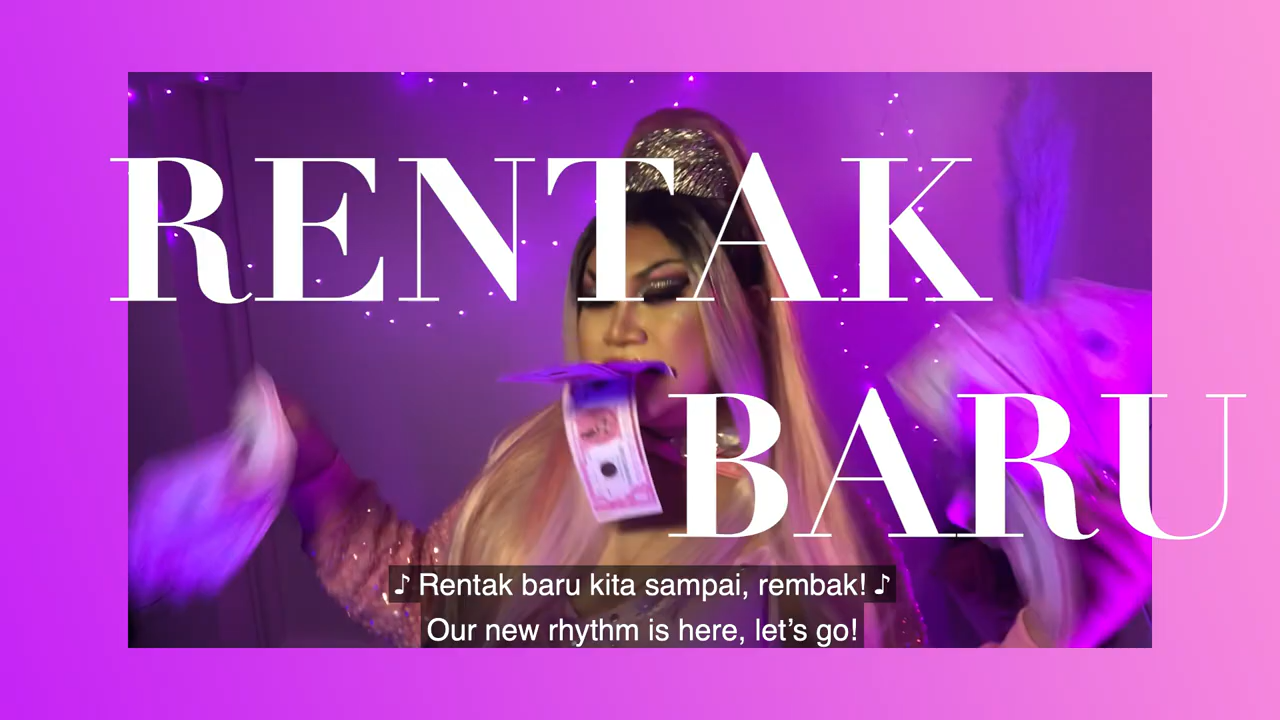 RENTAK
BARU
♪ Rentak baru kita sampai, rembak! ♪
Our new rhythm is here, let's go!